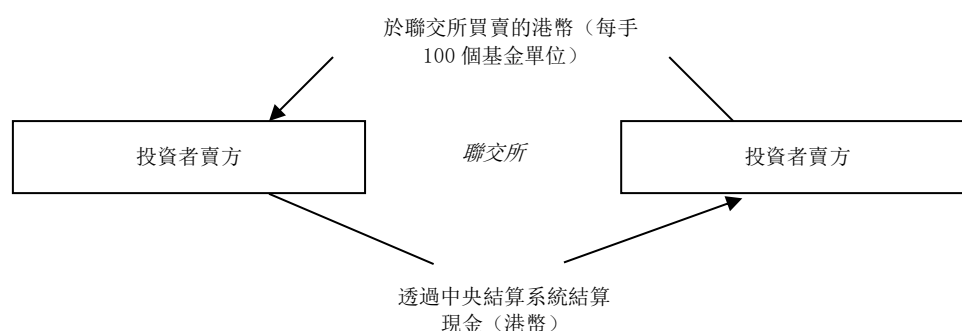 於聯交所買賣的港幣（每手
100 個基金單位）
投資者賣方
聯交所
投資者賣方
透過中央結算系統結算
現金（港幣）